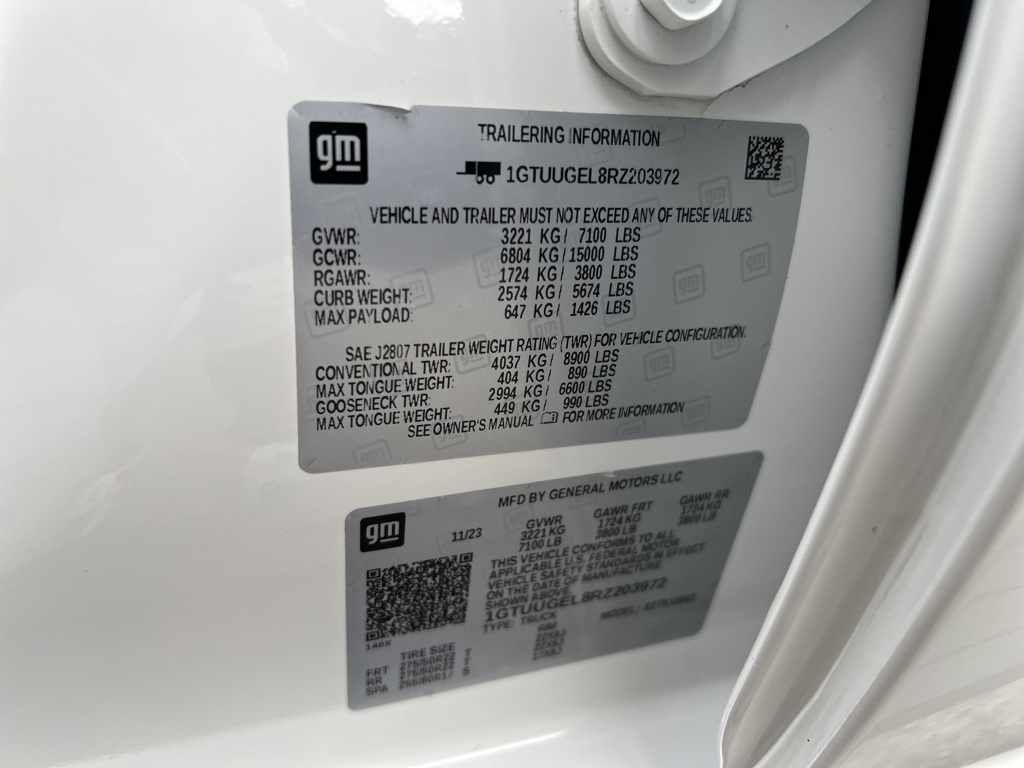 gm
TRAILERING INFORMATION
1GTUUGEL8RZ203972
VEHICLE AND TRAILER MUST NOT EXCEED ANY OF THESE VALUES.
GVWR: 3221 KG/ 7100 LBS
GCWR: 6804 KG/15000 LBS
RGAWR: 1724 KG/ 3800 LBS
CURB WEIGHT: 2574 KG/ 5674 LBS
MAX PAYLOAD: 647 KG/ 1426 LBS
SAE J2807 TRAILER WEIGHT RATING (TWR) FOR VEHICLE CONFIGURATION.
CONVENTIONAL TWR: 4037 KG/ 8900 LBS
MAX TONGUE WEIGHT: 404 KG/ 890 LBS
GOOSENECK TWR: 2994 KG/ 6600 LBS
MAX TONGUE WEIGHT: 449 KG/ 990 LBS
SEE OWNER'S MANUAL FOR MORE INFORMATION
gm
MFD BY GENERAL MOTORS LLC
11/23 GVWR GAWR FRT GAWR RR
3221 KG 1724 KG 1724 KG
7100 LB 3800 LB 3800 LB
THIS VEHICLE CONFORMS TO ALL
APPLICABLE U.S. FEDERAL MOTOR
VEHICLE SAFETY STANDARDS IN EFFECT
ON THE DATE OF MANUFACTURE
SHOWN ABOVE.
1GTUUGEL8RZ203972
TYPE: TRUCK MODEL:
140X
TIRE SIZE RIM
FRT 275/50R22 T 22X9J
RR 275/50R22 T 22X9J
SPA 255/80R17 S 17X8J